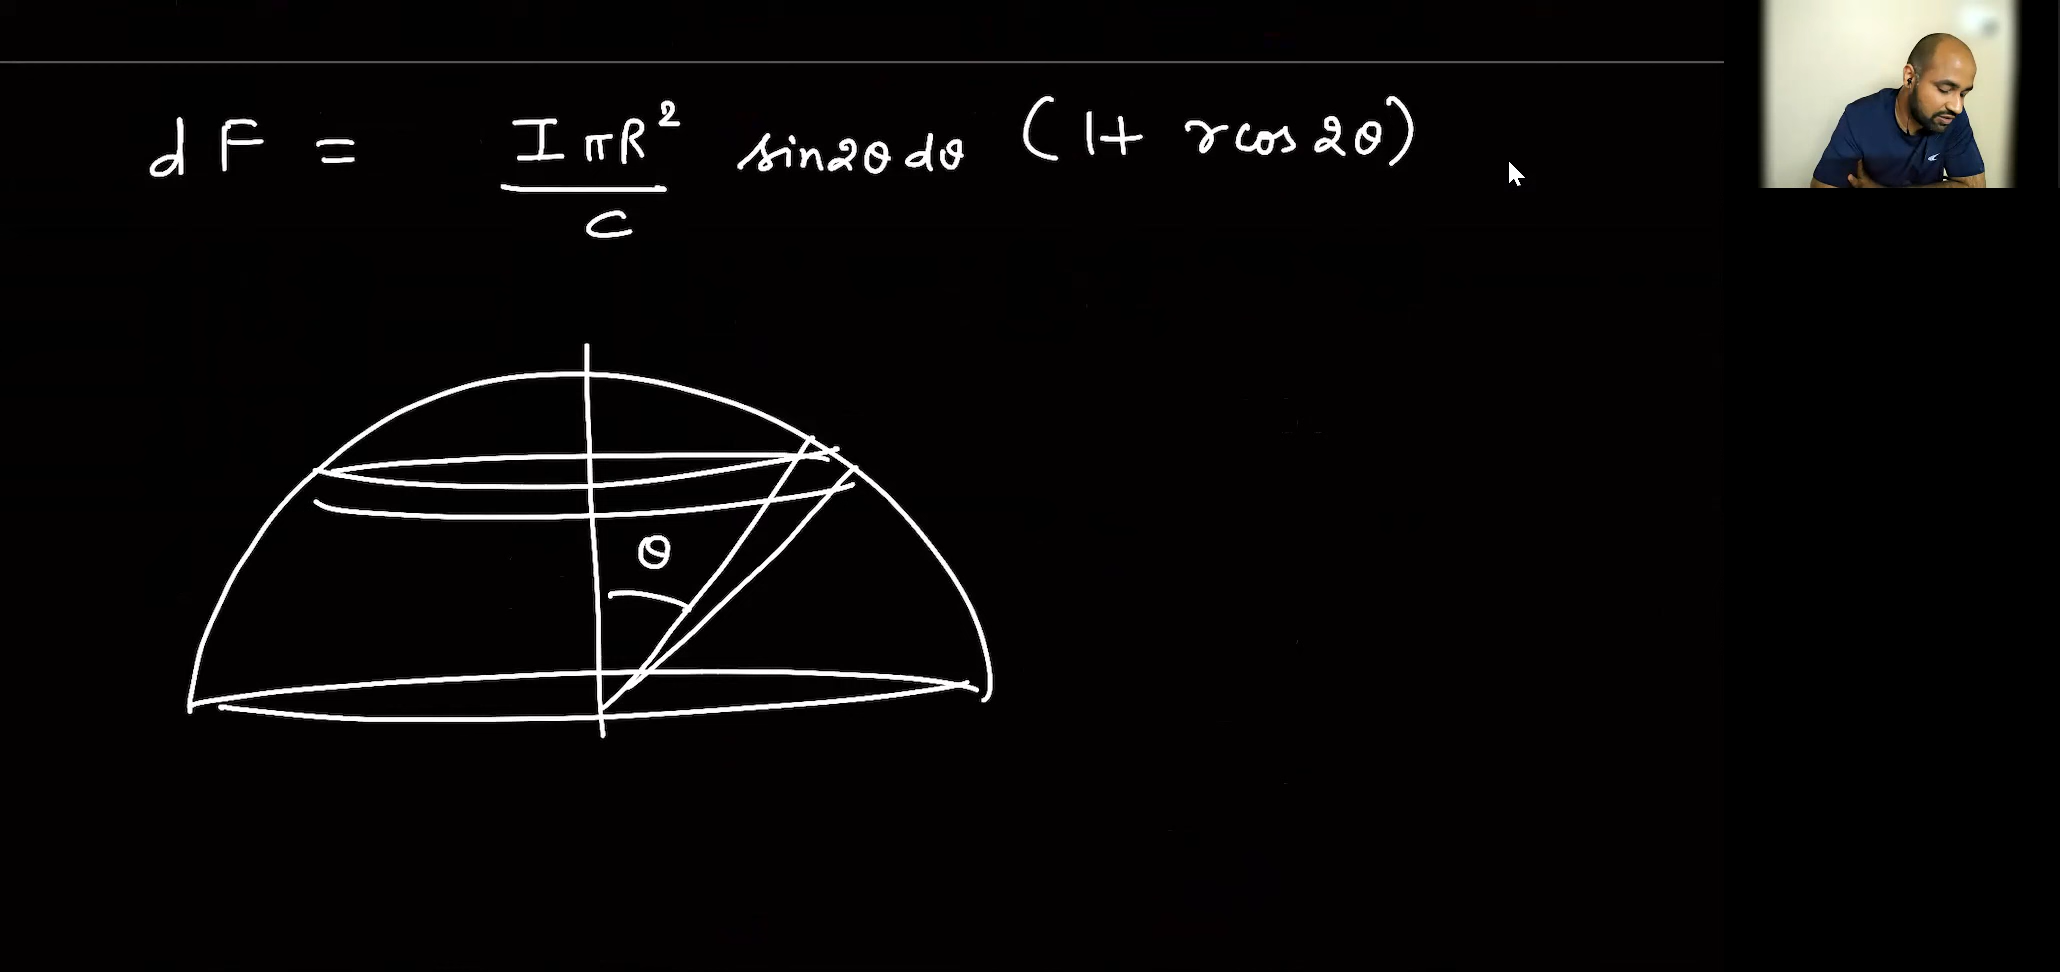 dF = IπR² / c sin2θ dθ (1 + r cos 2θ)
θ